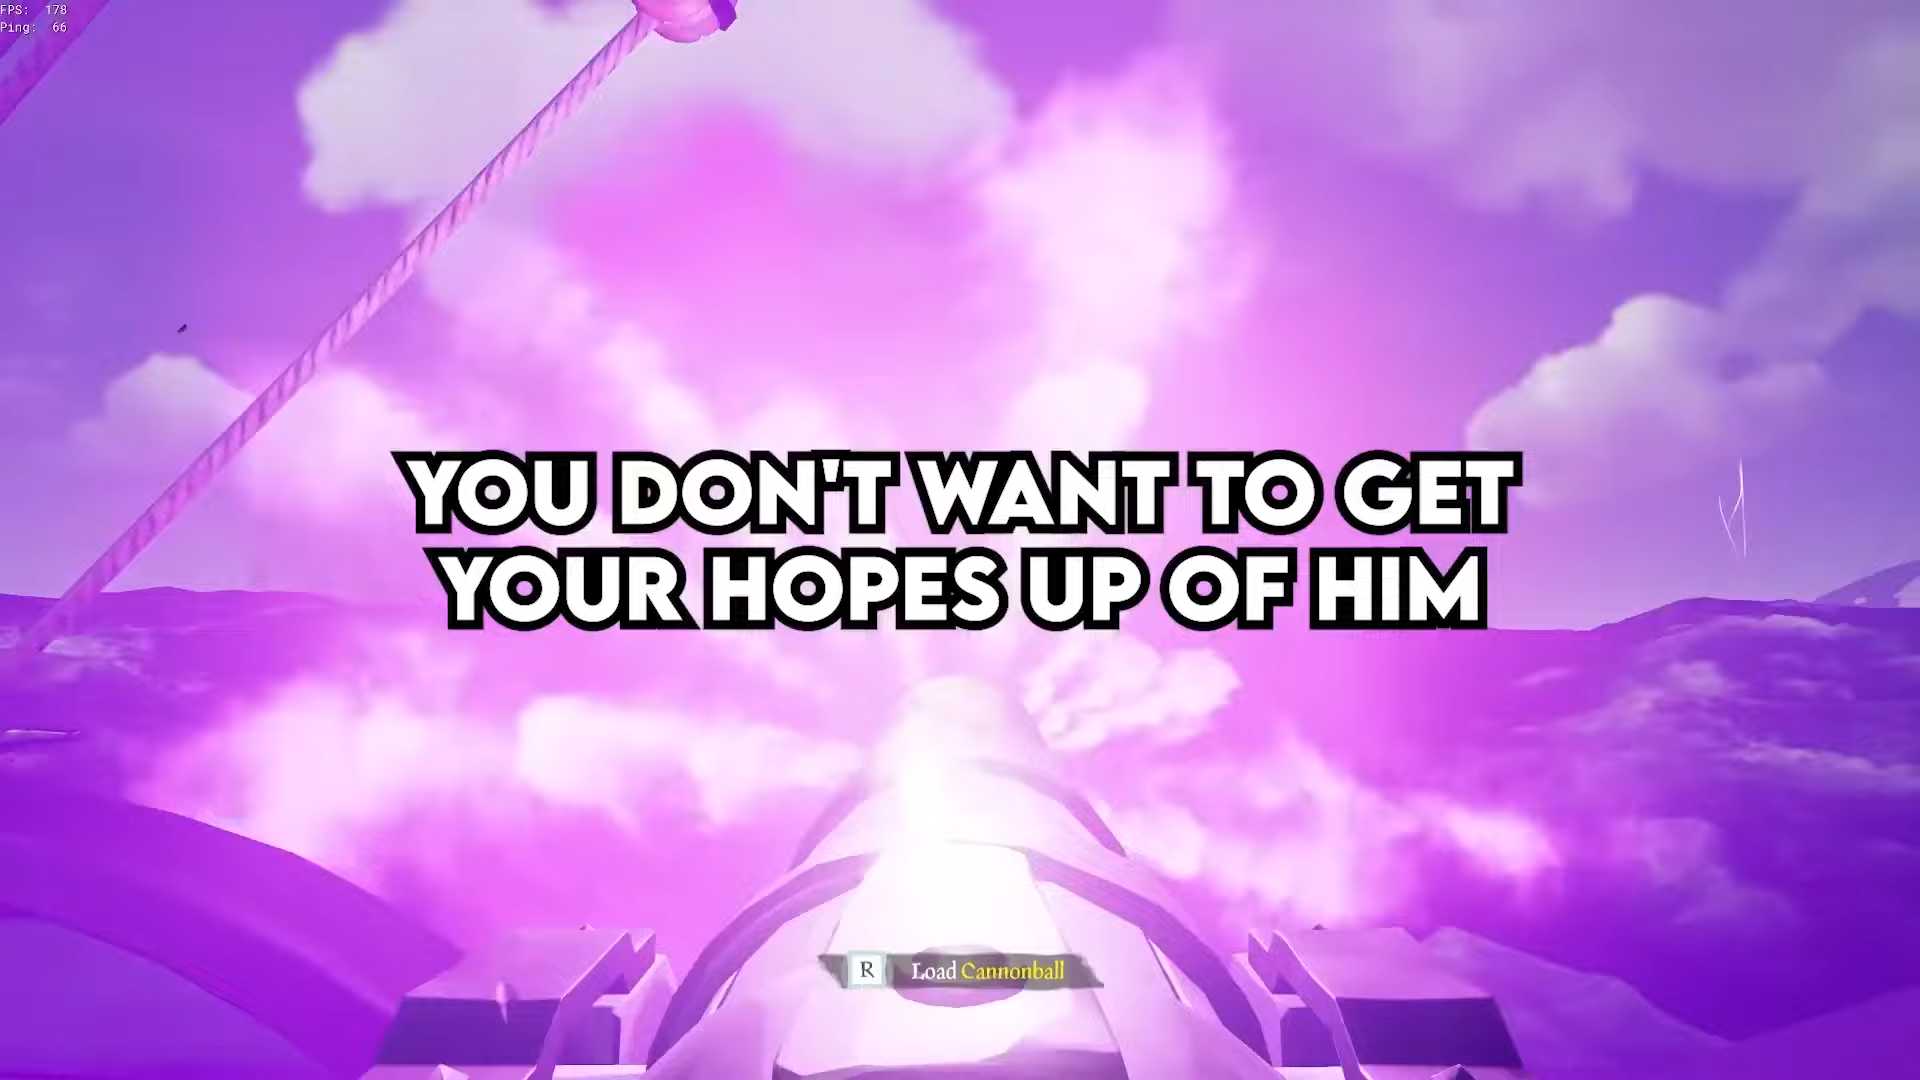 FPS: 178
Ping: 66
YOU DON'T WANT TO GET
YOUR HOPES UP OF HIM
R Load Cannonball